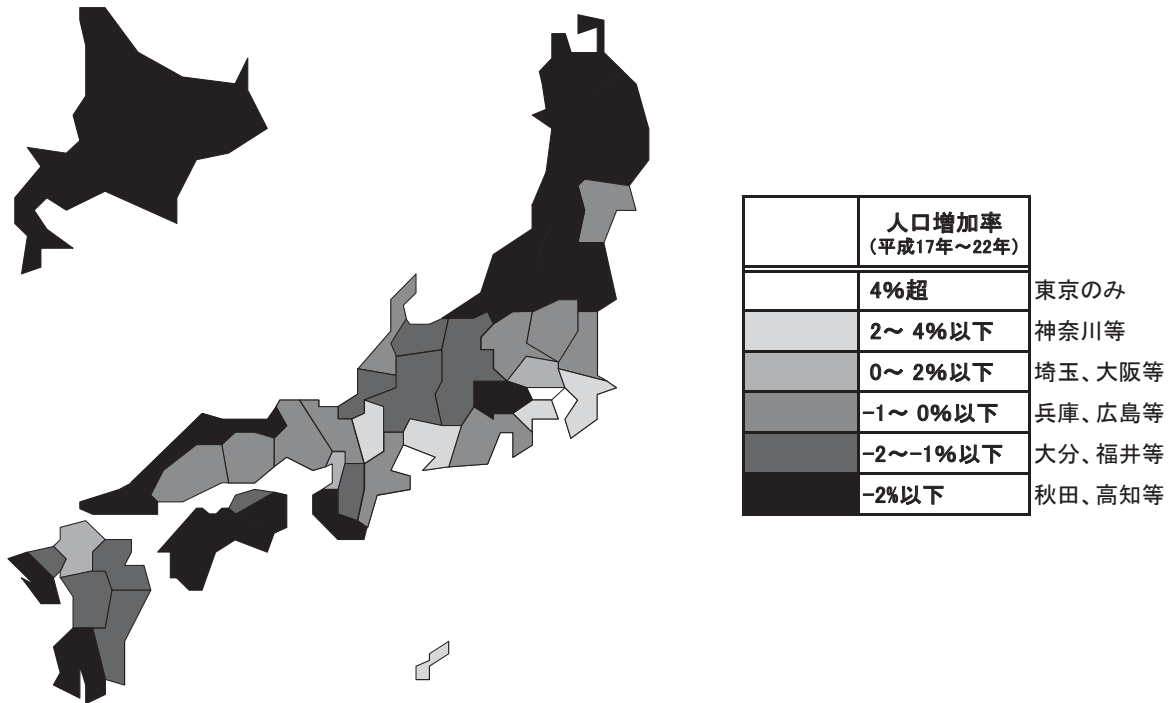 人口増加率
(平成17年～22年)
4%超 東京のみ
2～ 4%以下 神奈川等
0～ 2%以下 埼玉、大阪等
-1～ 0%以下 兵庫、広島等
-2～-1%以下 大分、福井等
-2%以下 秋田、高知等